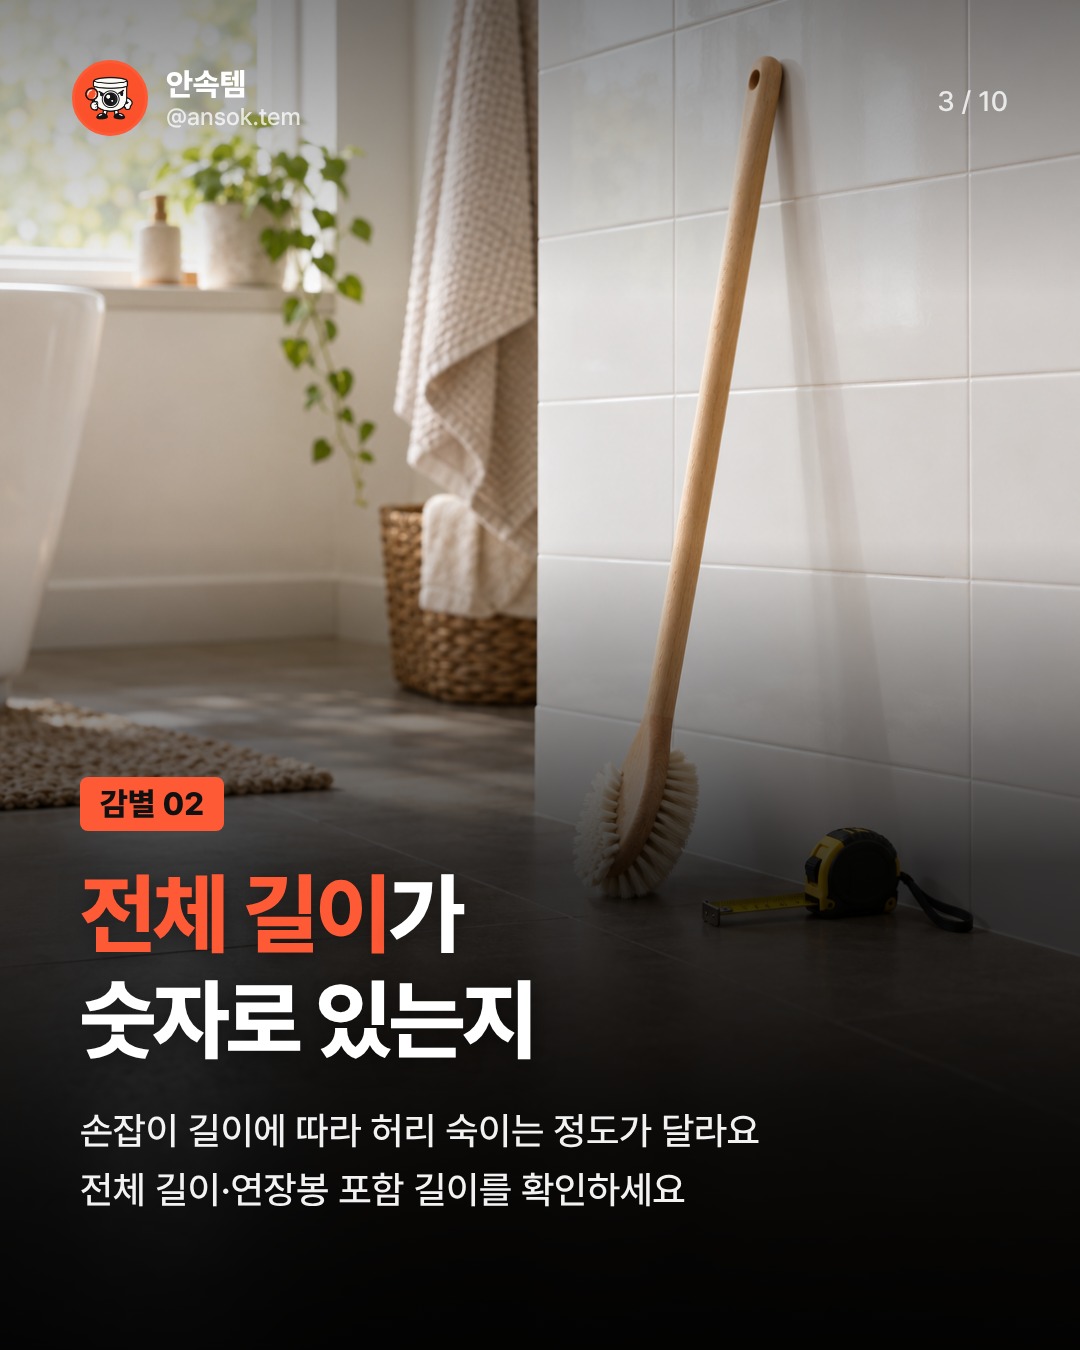 안속템
@ansok.tem
3 / 10
감별 02
전체 길이가
숫자로 있는지
손잡이 길이에 따라 허리 숙이는 정도가 달라요
전체 길이·연장봉 포함 길이를 확인하세요